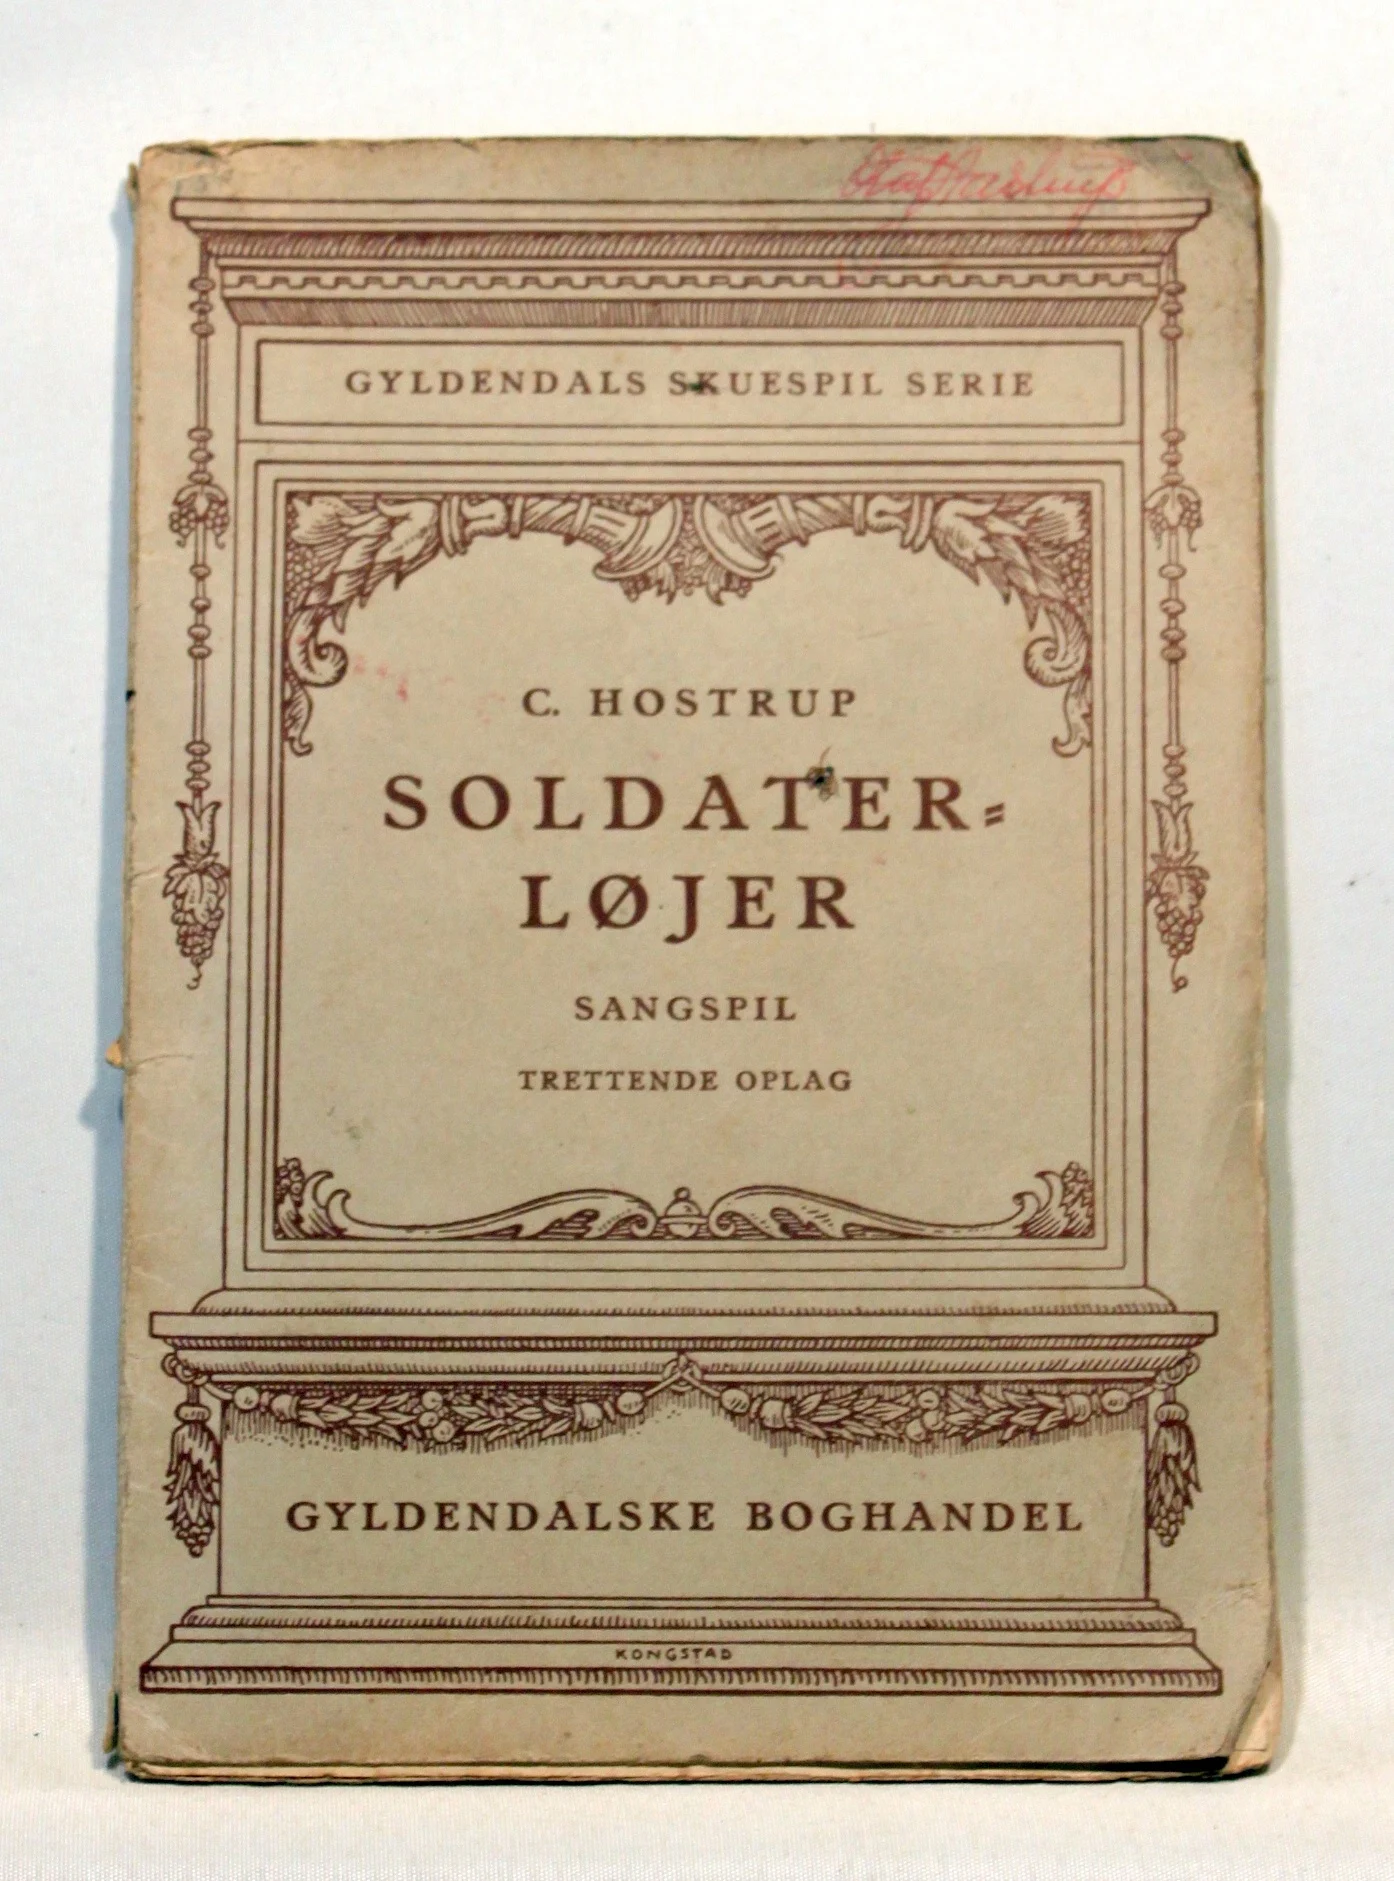 GYLDENDALS SKUESPIL SERIE
C. HOSTRUP
SOLDATER=
LØJER
SANGSPIL
TRETTENDE OPLAG
GYLDENDALSKE BOGHANDEL
KONGSTAD